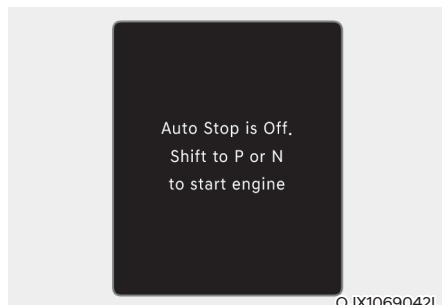 Auto Stop is Off.
Shift to P or N
to start engine
OJX1069042L